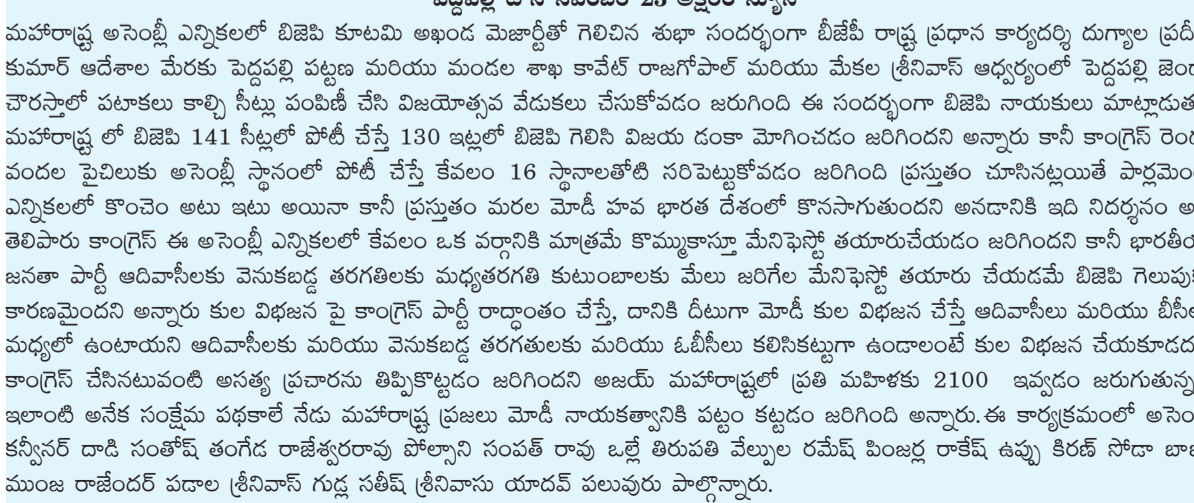 పెద్దపల్లి టౌన్ నవంబర్ 23 అక్షరం న్యూస్
మహారాష్ట్ర అసెంబ్లీ ఎన్నికలలో బిజెపి కూటమి అఖండ మెజార్టీతో గెలిచిన శుభా సందర్భంగా బీజేపీ రాష్ట్ర ప్రధాన కార్యదర్శి దుగ్యాల ప్రదీ
కుమార్ ఆదేశాల మేరకు పెద్దపల్లి పట్టణ మరియు మండల శాఖ కావేట్ రాజగోపాల్ మరియు మేకల శ్రీనివాస్ ఆధ్వర్యంలో పెద్దపల్లి
చౌరస్తాలో పటాకలు కాల్చి సీట్లు పంపిణీ చేసి విజయోత్సవ వేడుకలు చేసుకోవడం జరుగింది ఈ సందర్భంగా బిజెపి నాయకులు మాట్లాడుత
మహారాష్ట్ర లో బిజెపి 141 సీట్లలో పోటీ చేస్తే 130 ఇట్లలో బిజెపి గెలిసి విజయ డంకా మోగించడం జరిగిందని అన్నారు కానీ కాంగ్రెస్
వందల పైచిలుకు అసెంబ్లీ స్థానంలో పోటీ చేస్తే కేవలం 16 స్థానాలతోటి సరిపెట్టుకోవడం జరిగింది ప్రస్తుతం చూసినట్లయితే
ఎన్నికలలో కొంచెం అటు ఇటు అయినా కానీ ప్రస్తుతం మరల మోడీ హవ భారత దేశంలో కొనసాగుతుందని అనడానికి ఇది నిదర్శనం
తెలిపారు కాంగ్రెస్ ఈ అసెంబ్లీ ఎన్నికలలో కేవలం ఒక వర్గానికి మాత్రమే కొమ్ముకాస్తూ మేనిఫెస్టో తయారుచేయడం జరిగిందని కానీ భారతీయ
జనతా పార్టీ ఆదివాసీలకు వెనుకబడ్డ తరగతిలకు మధ్యతరగతి కుటుంబాలకు మేలు జరిగేల మేనిఫెస్టో తయారు చేయడమే బిజెపి
కారణమైందని అన్నారు కుల విభజన పై కాంగ్రెస్ పార్టీ రాద్ధాంతం చేస్తే, దానికి దీటుగా మోడీ కుల విభజన చేస్తే ఆదివాసీలు మరియు
మధ్యలో ఉంటాయని ఆదివాసీలకు మరియు వెనుకబడ్డ తరగతులకు మరియు ఓబీసీలు కలిసికట్టుగా ఉండాలంటే కుల విభజన చేయకూడద
కాంగ్రెస్ చేసినటువంటి అసత్య ప్రచారను తిప్పికొట్టడం జరిగిందని అజయ్ మహారాష్ట్రలో ప్రతి మహిళకు 2100 ఇవ్వడం జరుగుతున్న
ఇలాంటి అనేక సంక్షేమ పథకాలే నేడు మహారాష్ట్ర ప్రజలు మోడీ నాయకత్వానికి పట్టం కట్టడం జరిగింది అన్నారు.ఈ కార్యక్రమంలో
కన్వీనర్ దాడి సంతోష్ తంగేడ రాజేశ్వరరావు పోల్సాని సంపత్ రావు ఒల్లే తిరుపతి వేల్పుల రమేష్ పింజర్ల రాకేష్ ఉప్పు కిరణ్ సోడా
ముంజ రాజేందర్ పడాల శ్రీనివాస్ గుడ్ల సతీష్ శ్రీనివాసు యాదవ్ పలువురు పాల్గొన్నారు.